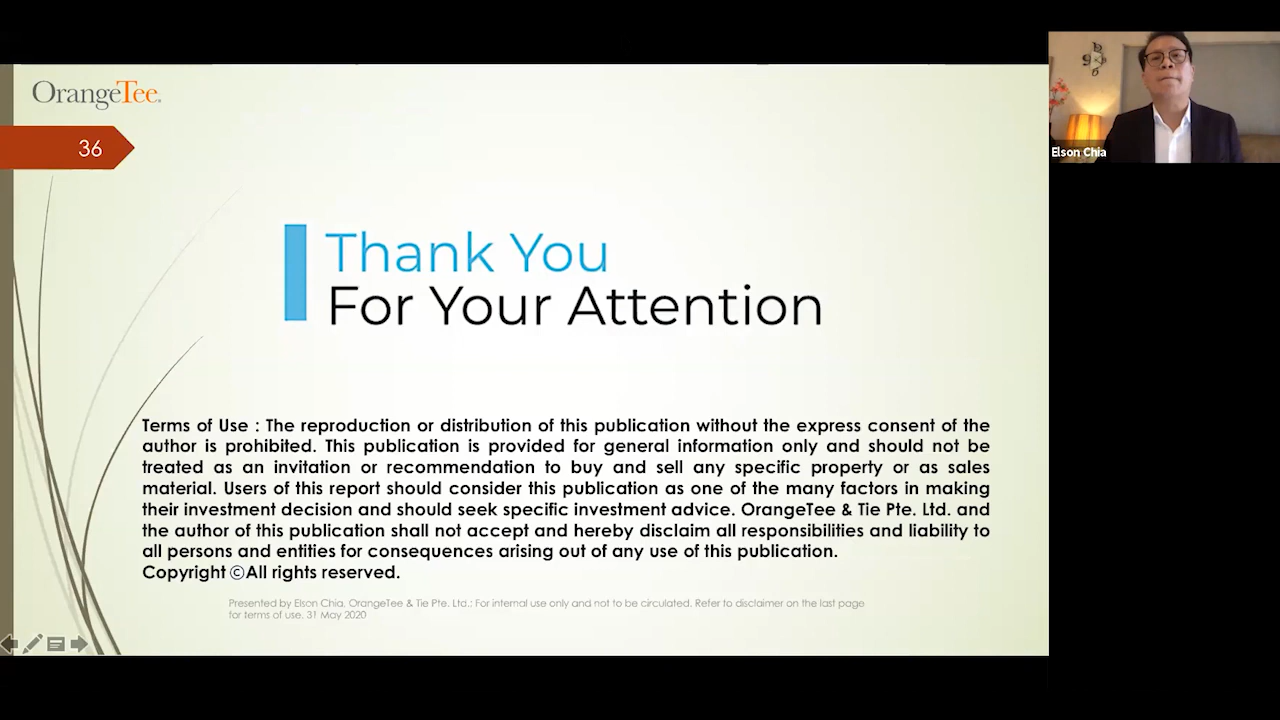 OrangeTee
36
Thank You
For Your Attention
Terms of Use : The reproduction or distribution of this publication without the express consent of the
author is prohibited. This publication is provided for general information only and should not be
treated as an invitation or recommendation to buy and sell any specific property or as sales
material. Users of this report should consider this publication as one of the many factors in making
their investment decision and should seek specific investment advice. OrangeTee & Tie Pte. Ltd. and
the author of this publication shall not accept and hereby disclaim all responsibilities and liability to
all persons and entities for consequences arising out of any use of this publication.
Copyright ©All rights reserved.
Presented by Elson Chia, OrangeTee & Tie Pte. Ltd.; For internal use only and not to be circulated. Refer to disclaimer on the last page
for terms of use. 31 May 2020
Elson Chia